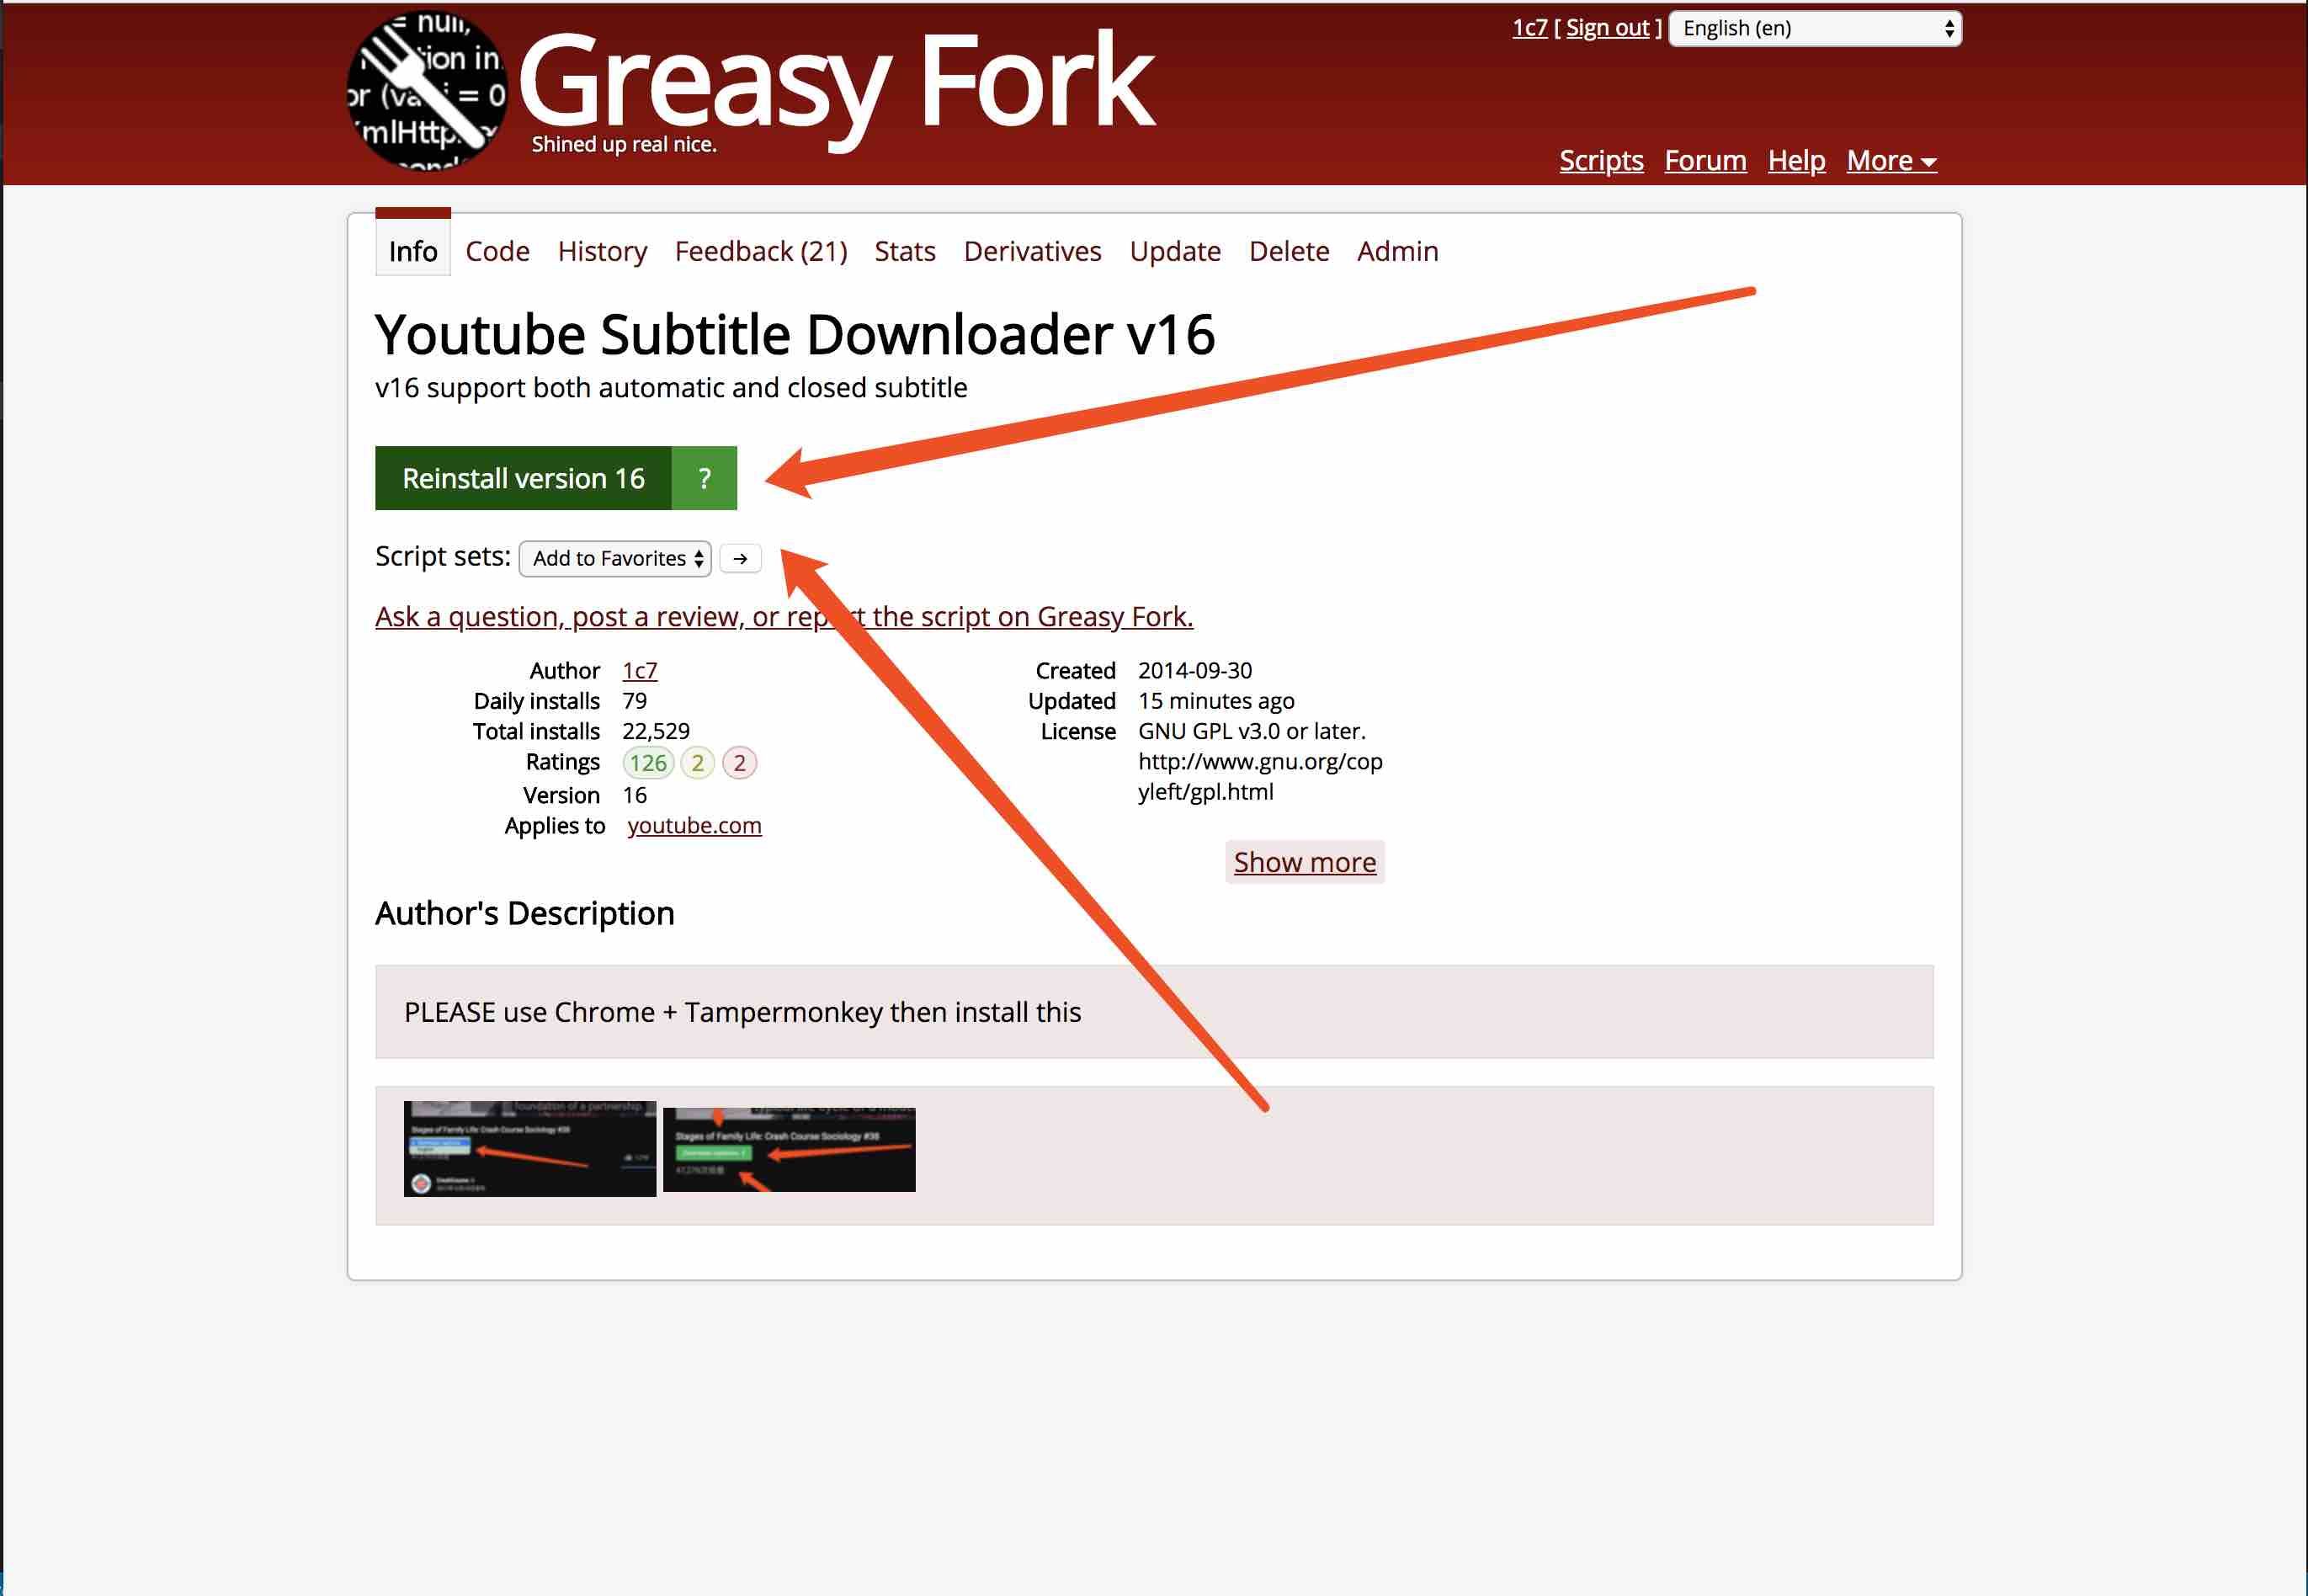 = null,
tion in
or (va i = 0
mlHttp
Greasy Fork
Shined up real nice.
1c7 [ Sign out ]
English (en)
Scripts Forum Help More
Info Code History Feedback (21) Stats Derivatives Update Delete Admin
Youtube Subtitle Downloader v16
v16 support both automatic and closed subtitle
Reinstall version 16 ?
Script sets: Add to Favorites →
Ask a question, post a review, or report the script on Greasy Fork.
Author 1c7
Daily installs 79
Total installs 22,529
Ratings 126 2 2
Version 16
Applies to youtube.com
Created 2014-09-30
Updated 15 minutes ago
License GNU GPL v3.0 or later.
http://www.gnu.org/cop
yleft/gpl.html
Show more
Author's Description
PLEASE use Chrome + Tampermonkey then install this
foundation of a partnership
Stages of Family Life: Crash Course Sociology #38
Stages of Family Life: Crash Course Sociology #38